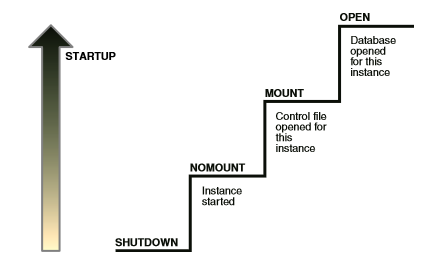 OPEN
Database
opened
for this
instance
STARTUP
MOUNT
Control file
opened for
this
instance
NOMOUNT
Instance
started
SHUTDOWN